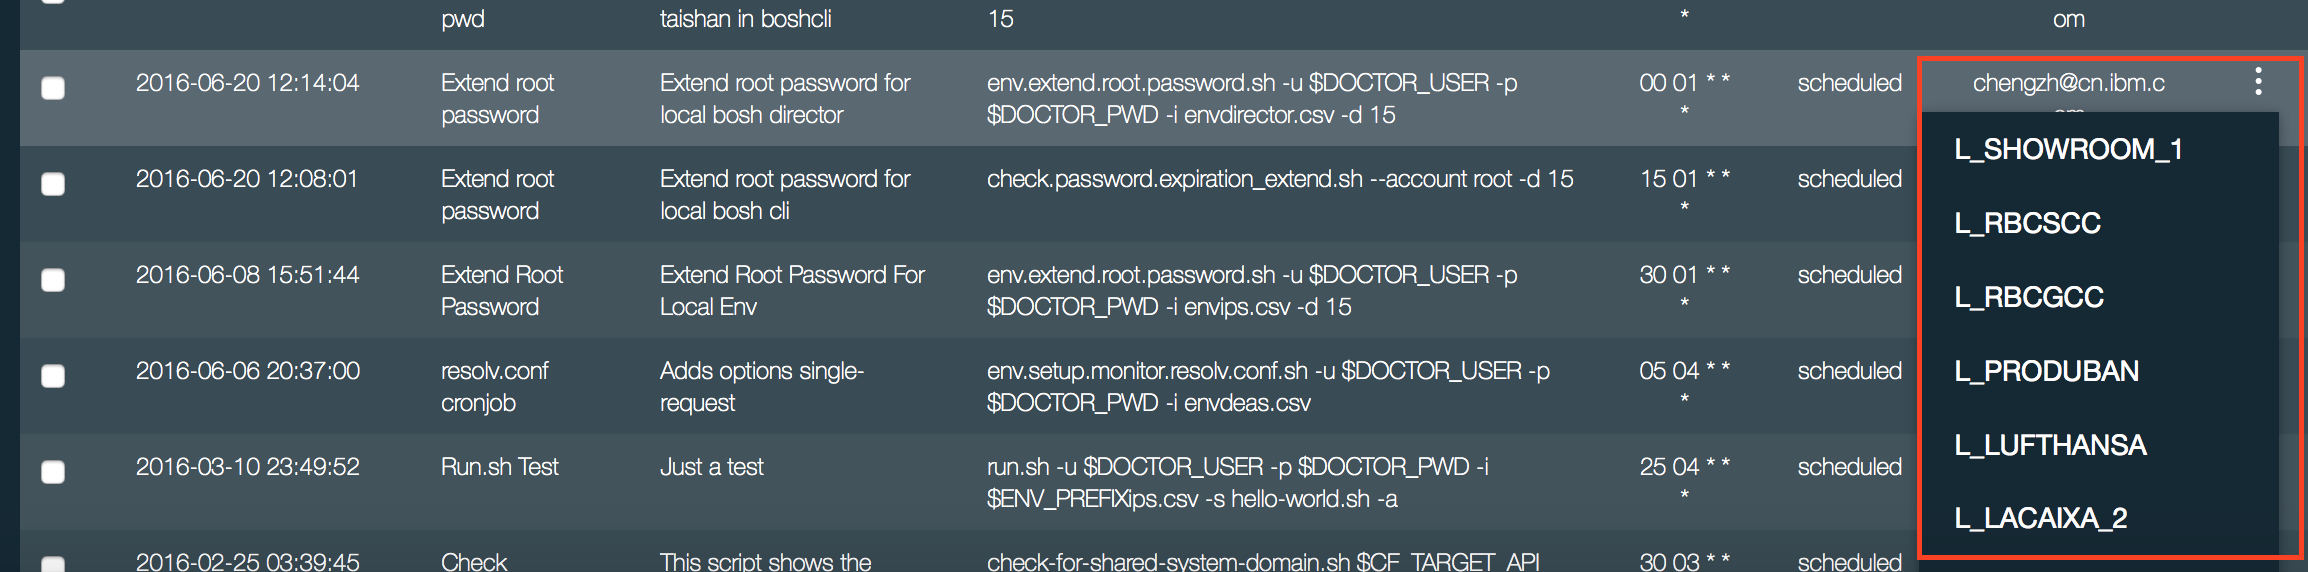 pwd taishan in boshcli 15 * om
2016-06-20 12:14:04 Extend root Extend root password for env.extend.root.password.sh -u $DOCTOR_USER -p 00 01 * * scheduled chengzh@cn.ibm.c
password local bosh director $DOCTOR_PWD -i envdirector.csv -d 15 *
L_SHOWROOM_1
2016-06-20 12:08:01 Extend root Extend root password for check.password.expiration_extend.sh --account root -d 15 15 01 * * scheduled
password local bosh cli *
L_RBCSCC
2016-06-08 15:51:44 Extend Root Extend Root Password For env.extend.root.password.sh -u $DOCTOR_USER -p 30 01 * * scheduled
Password Local Env $DOCTOR_PWD -i envips.csv -d 15 *
L_RBCGCC
2016-06-06 20:37:00 resolv.conf Adds options single- env.setup.monitor.resolv.conf.sh -u $DOCTOR_USER -p 05 04 * * scheduled
cronjob request $DOCTOR_PWD -i envdeas.csv *
L_PRODUBAN
L_LUFTHANSA
2016-03-10 23:49:52 Run.sh Test Just a test run.sh -u $DOCTOR_USER -p $DOCTOR_PWD -i 25 04 * * scheduled
$ENV_PREFIXips.csv -s hello-world.sh -a *
L_LACAIXA_2
2016-02-25 03:39:45 Check This script shows the check-for-shared-system-domain.sh $CF_TARGET_API 30 03 * * scheduled